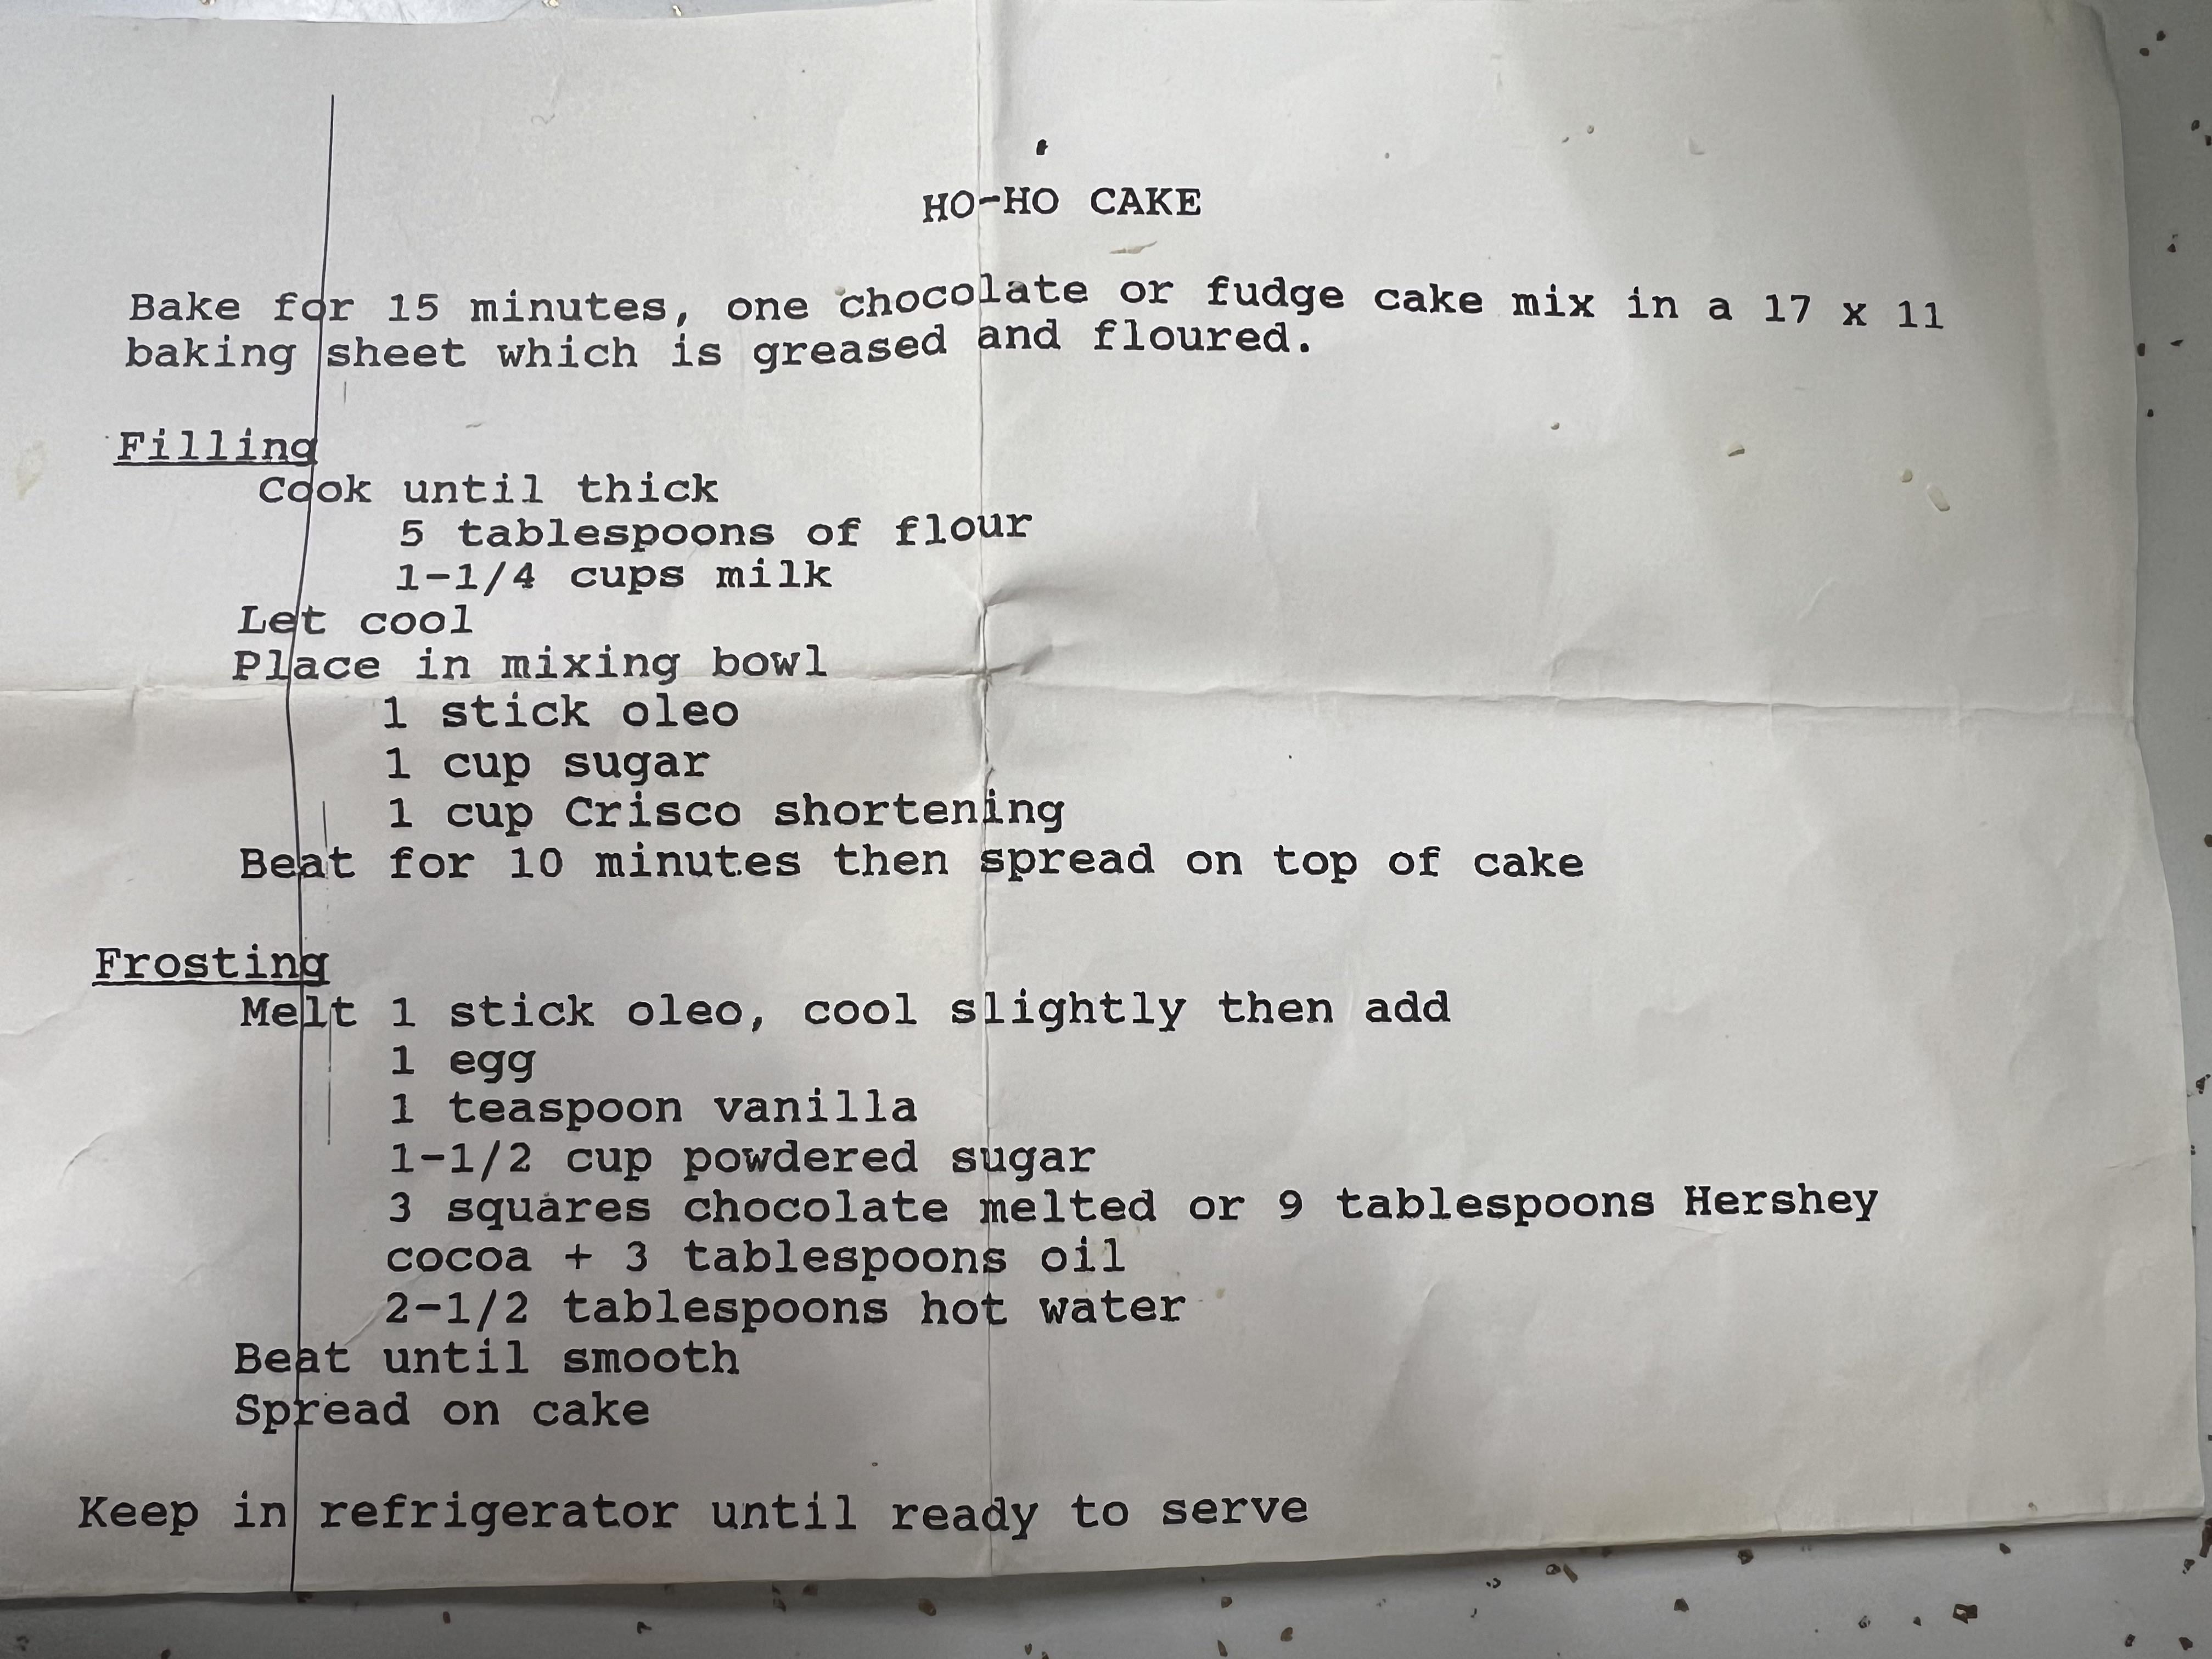 HO-HO CAKE
Bake for 15 minutes, one chocolate or fudge cake mix in a 17 x 11
baking sheet which is greased and floured.
Filling
Cook until thick
5 tablespoons of flour
1-1/4 cups milk
Let cool
Place in mixing bowl
1 stick oleo
1 cup sugar
1 cup Crisco shortening
Beat for 10 minutes then spread on top of cake
Frosting
Melt 1 stick oleo, cool slightly then add
1 egg
1 teaspoon vanilla
1-1/2 cup powdered sugar
3 squares chocolate melted or 9 tablespoons Hershey
cocoa + 3 tablespoons oil
2-1/2 tablespoons hot water
Beat until smooth
Spread on cake
Keep in refrigerator until ready to serve